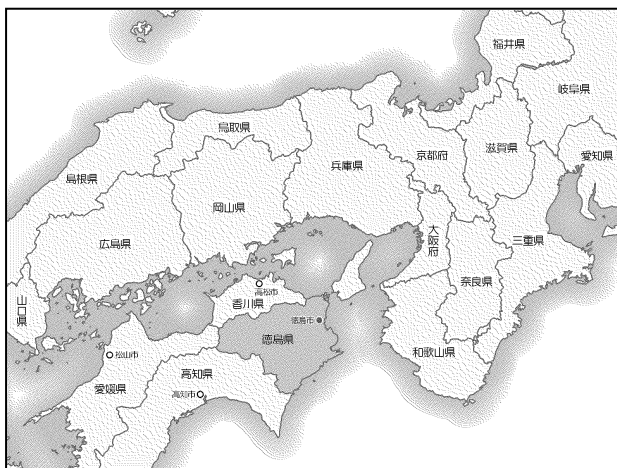 福井県
岐阜県
鳥取県
京都府
滋賀県
愛知県
兵庫県
島根県
岡山県
広島県
大阪府
三重県
奈良県
山口県
高松市
香川県
徳島市
徳島県
松山市
和歌山県
高知県
愛媛県
高知市